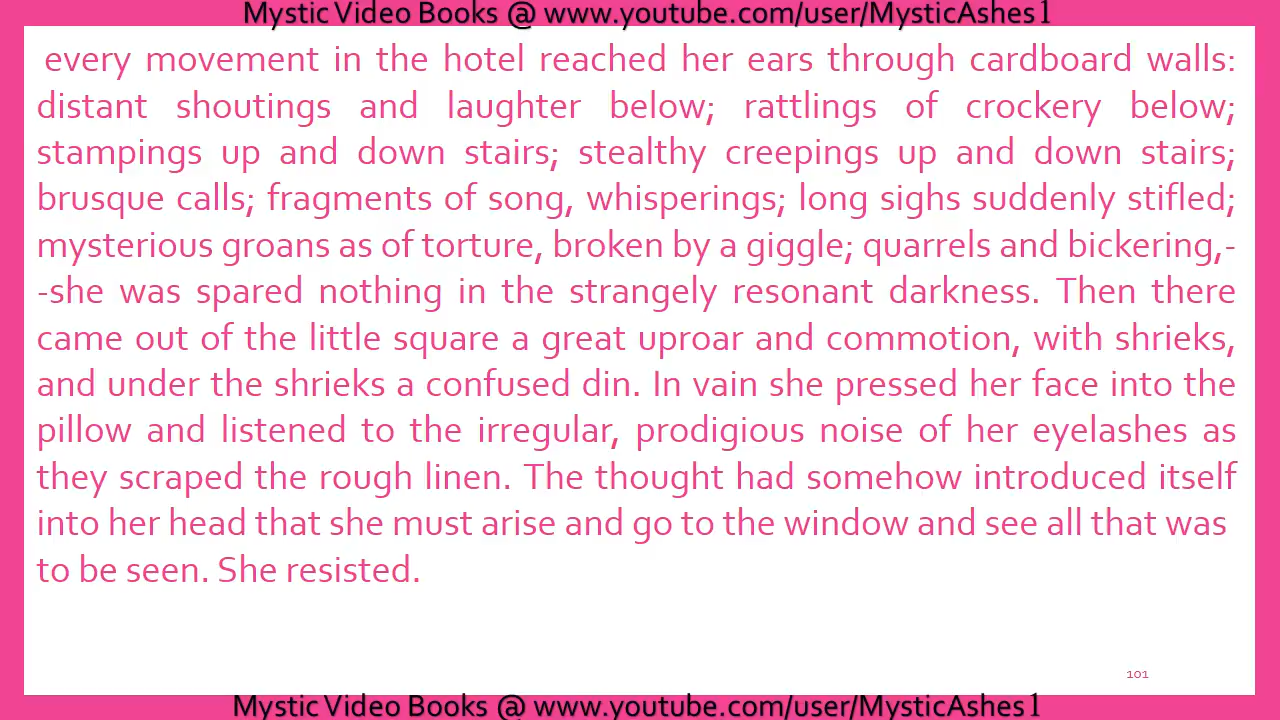 Mystic Video Books @ www.youtube.com/user/MysticAshes1
every movement in the hotel reached her ears through cardboard walls:
distant shoutings and laughter below; rattlings of crockery below;
stampings up and down stairs; stealthy creepings up and down stairs;
brusque calls; fragments of song, whisperings; long sighs suddenly stifled;
mysterious groans as of torture, broken by a giggle; quarrels and bickering,-
-she was spared nothing in the strangely resonant darkness. Then there
came out of the little square a great uproar and commotion, with shrieks,
and under the shrieks a confused din. In vain she pressed her face into the
pillow and listened to the irregular, prodigious noise of her eyelashes as
they scraped the rough linen. The thought had somehow introduced itself
into her head that she must arise and go to the window and see all that was
to be seen. She resisted.
101
Mystic Video Books @ www.youtube.com/user/MysticAshes1